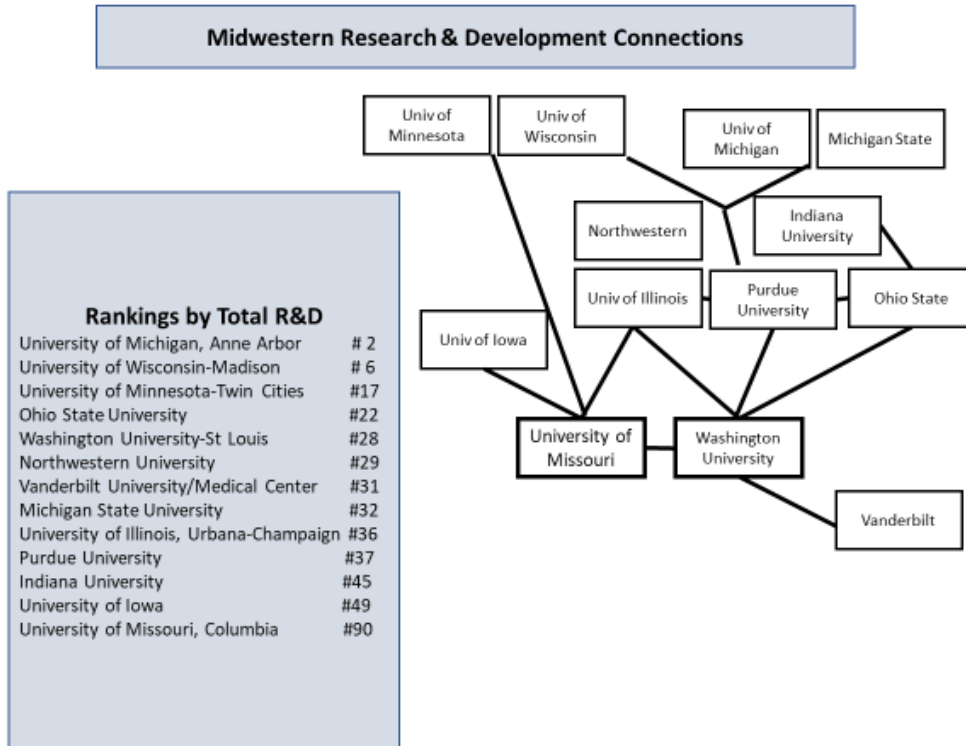 Midwestern Research & Development Connections
Univ of
Minnesota
Univ of
Wisconsin
Univ of
Michigan
Michigan State
Northwestern
Indiana
University
Univ of Illinois
Purdue
University
Ohio State
Univ of Iowa
University of
Missouri
Washington
University
Vanderbilt
Rankings by Total R&D
University of Michigan, Anne Arbor # 2
University of Wisconsin-Madison # 6
University of Minnesota-Twin Cities #17
Ohio State University #22
Washington University-St Louis #28
Northwestern University #29
Vanderbilt University/Medical Center #31
Michigan State University #32
University of Illinois, Urbana-Champaign #36
Purdue University #37
Indiana University #45
University of Iowa #49
University of Missouri, Columbia #90